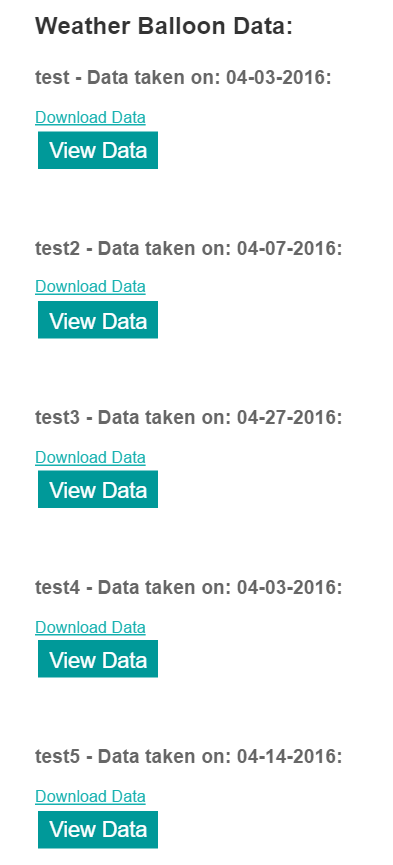 Weather Balloon Data:
test - Data taken on: 04-03-2016:
Download Data
View Data
test2 - Data taken on: 04-07-2016:
Download Data
View Data
test3 - Data taken on: 04-27-2016:
Download Data
View Data
test4 - Data taken on: 04-03-2016:
Download Data
View Data
test5 - Data taken on: 04-14-2016:
Download Data
View Data